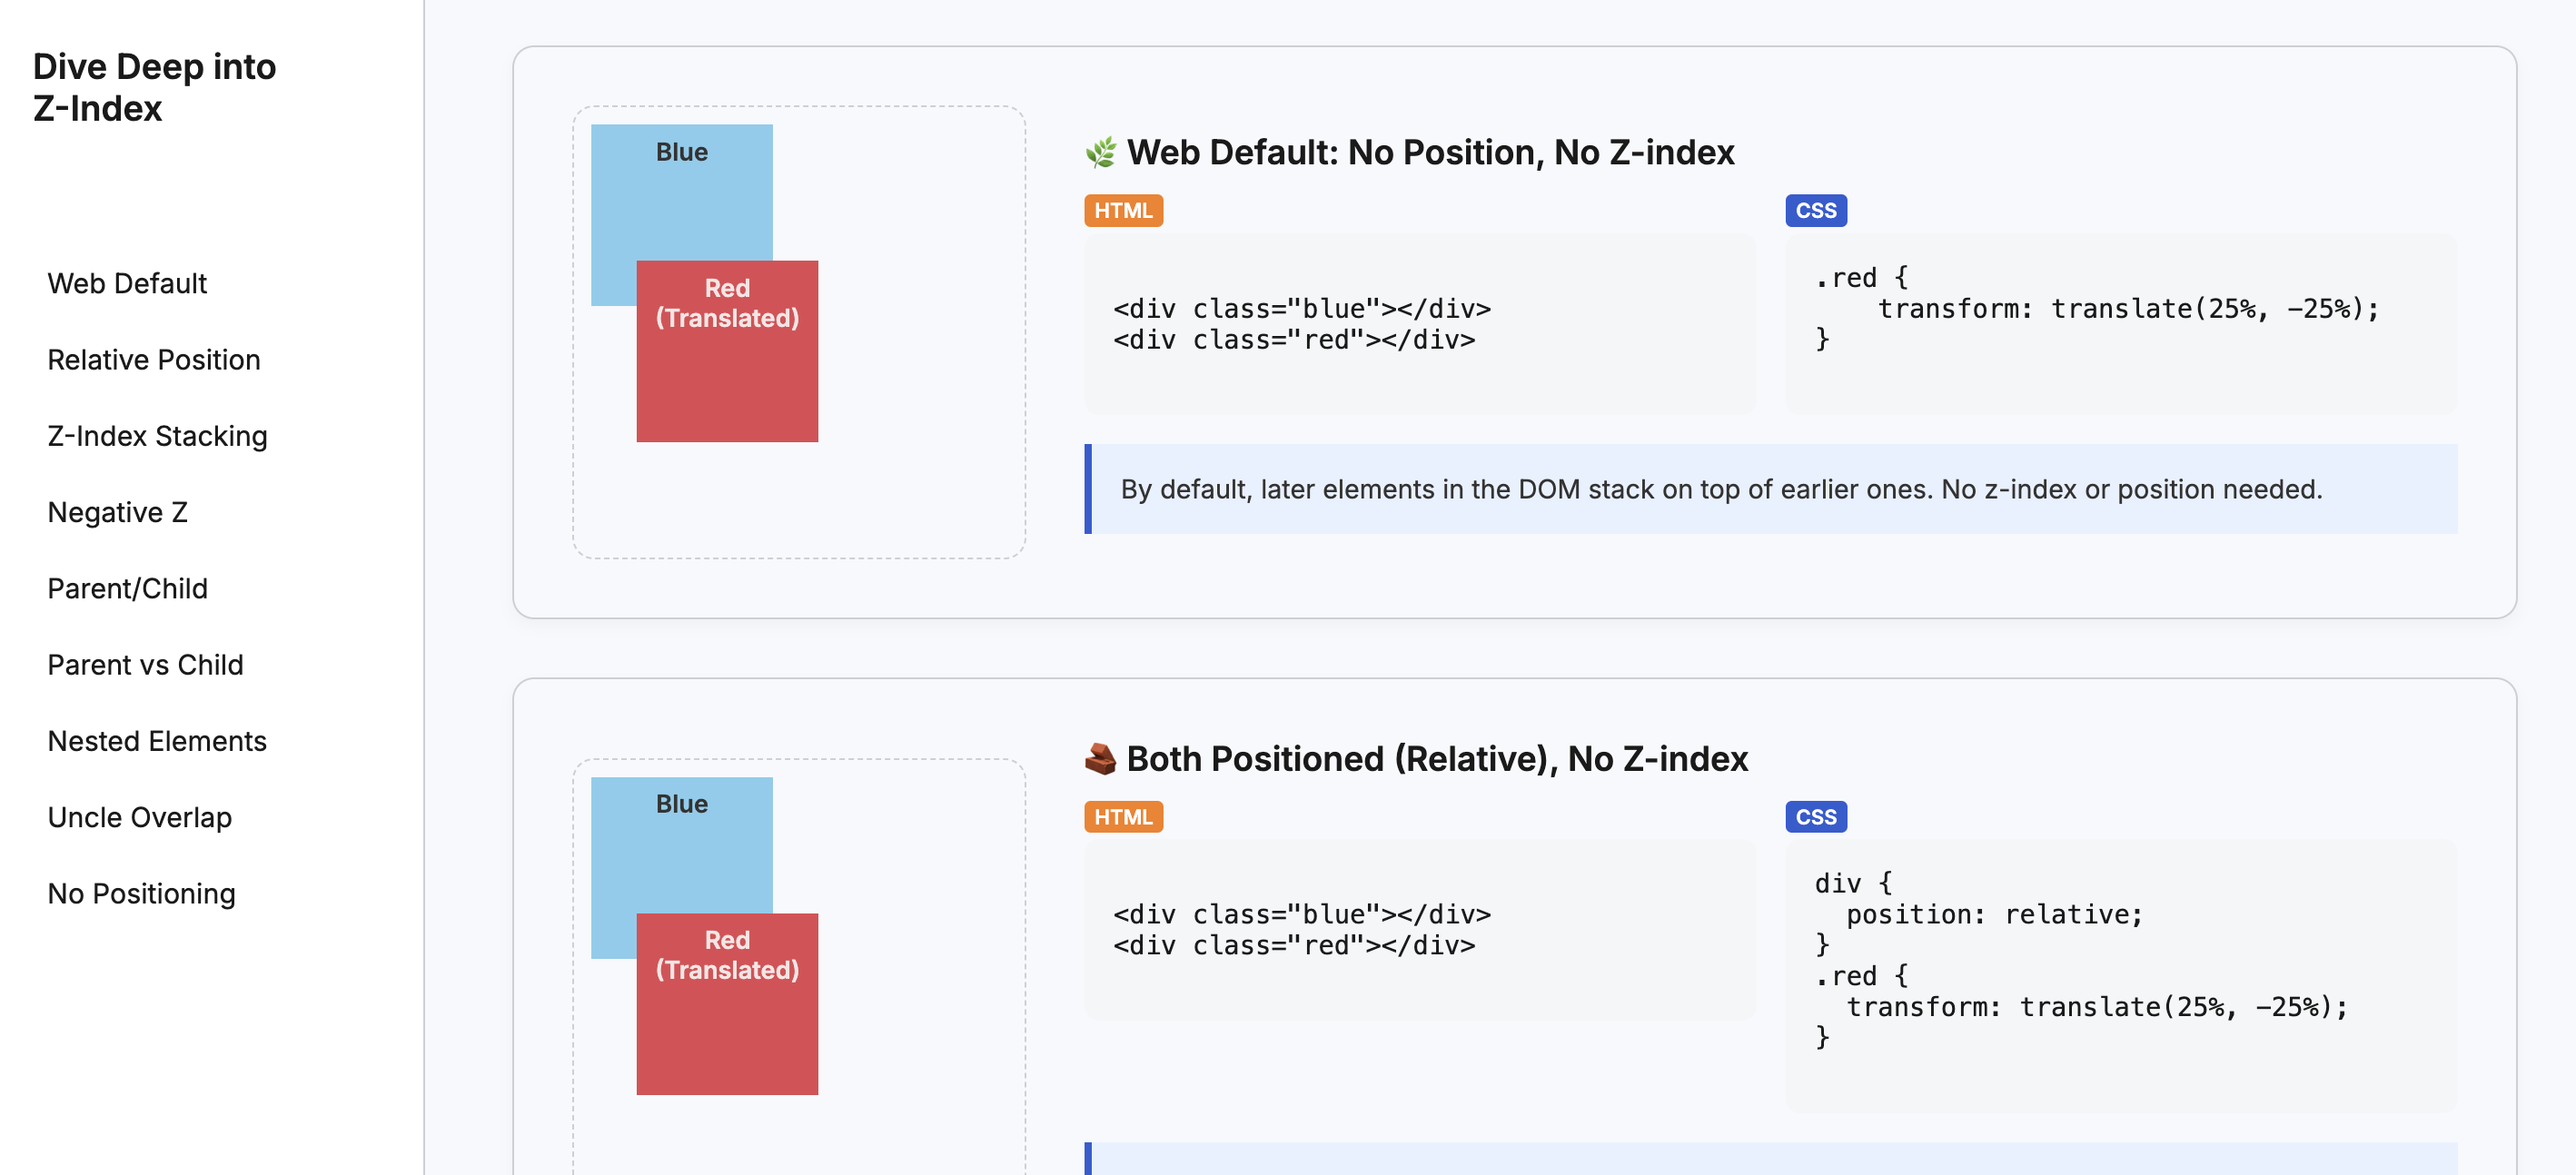 Dive Deep into
Z-Index
Web Default
Relative Position
Z-Index Stacking
Negative Z
Parent/Child
Parent vs Child
Nested Elements
Uncle Overlap
No Positioning
Blue
Red
(Translated)
🌿 Web Default: No Position, No Z-index
HTML
<div class="blue"></div>
<div class="red"></div>
CSS
.red {
    transform: translate(25%, -25%);
}
By default, later elements in the DOM stack on top of earlier ones. No z-index or position needed.
Blue
Red
(Translated)
🧱 Both Positioned (Relative), No Z-index
HTML
<div class="blue"></div>
<div class="red"></div>
CSS
div {
  position: relative;
}
.red {
  transform: translate(25%, -25%);
}